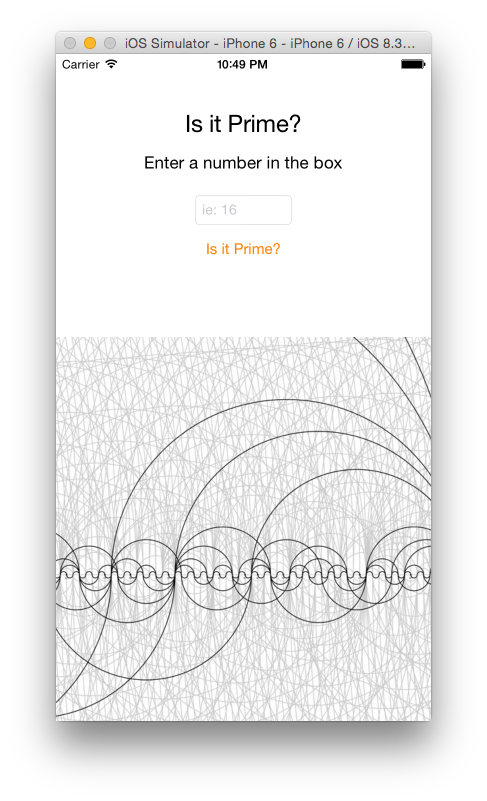 iOS Simulator - iPhone 6 - iPhone 6 / iOS 8.3...
Carrier 10:49 PM
Is it Prime?
Enter a number in the box
ie: 16
Is it Prime?